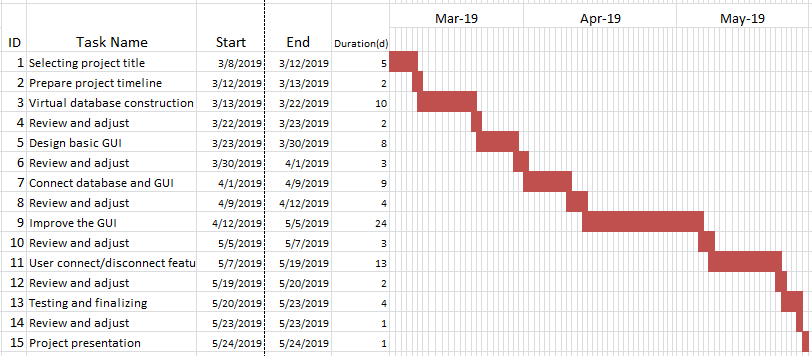 Mar-19 Apr-19 May-19
ID Task Name Start End Duration(d)
1 Selecting project title 3/8/2019 3/12/2019 5
2 Prepare project timeline 3/12/2019 3/13/2019 2
3 Virtual database construction 3/13/2019 3/22/2019 10
4 Review and adjust 3/22/2019 3/23/2019 2
5 Design basic GUI 3/23/2019 3/30/2019 8
6 Review and adjust 3/30/2019 4/1/2019 3
7 Connect database and GUI 4/1/2019 4/9/2019 9
8 Review and adjust 4/9/2019 4/12/2019 4
9 Improve the GUI 4/12/2019 5/5/2019 24
10 Review and adjust 5/5/2019 5/7/2019 3
11 User connect/disconnect featu 5/7/2019 5/19/2019 13
12 Review and adjust 5/19/2019 5/20/2019 2
13 Testing and finalizing 5/20/2019 5/23/2019 4
14 Review and adjust 5/23/2019 5/23/2019 1
15 Project presentation 5/24/2019 5/24/2019 1